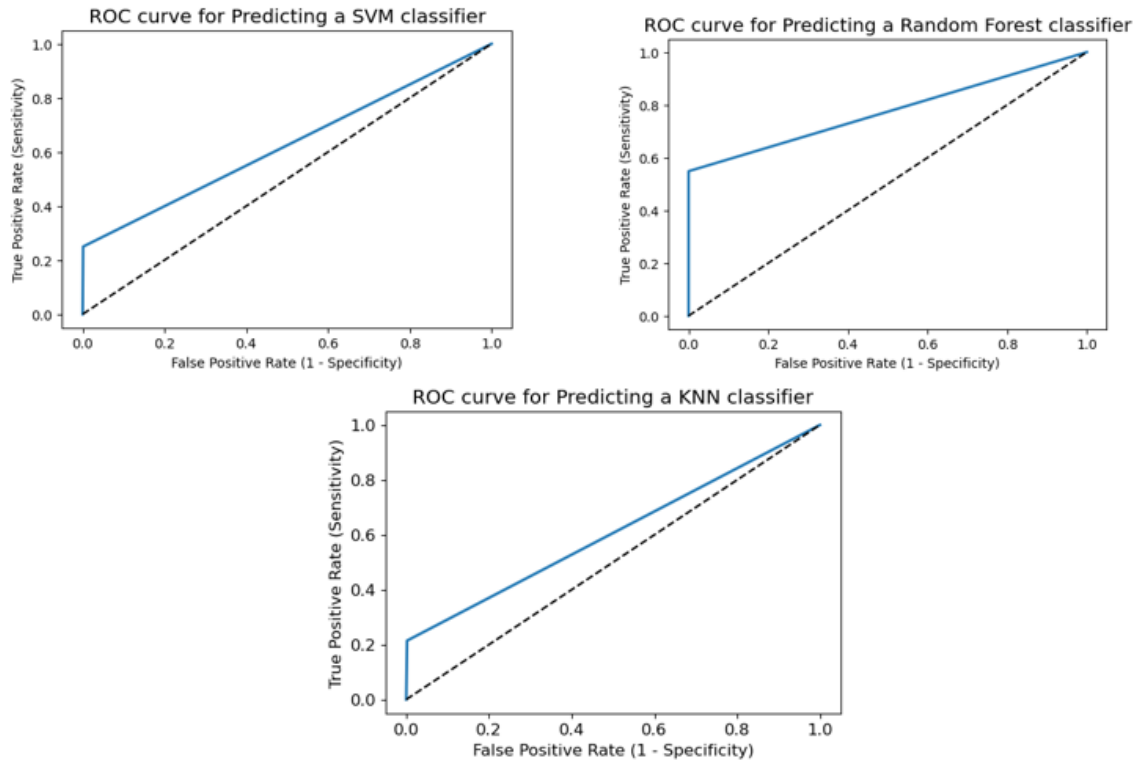 ROC curve for Predicting a SVM classifier
True Positive Rate (Sensitivity)
1.0
0.8
0.6
0.4
0.2
0.0
0.0 0.2 0.4 0.6 0.8 1.0
False Positive Rate (1 - Specificity)
ROC curve for Predicting a Random Forest classifier
True Positive Rate (Sensitivity)
1.0
0.8
0.6
0.4
0.2
0.0
0.0 0.2 0.4 0.6 0.8 1.0
False Positive Rate (1 - Specificity)
ROC curve for Predicting a KNN classifier
True Positive Rate (Sensitivity)
1.0
0.8
0.6
0.4
0.2
0.0
0.0 0.2 0.4 0.6 0.8 1.0
False Positive Rate (1 - Specificity)